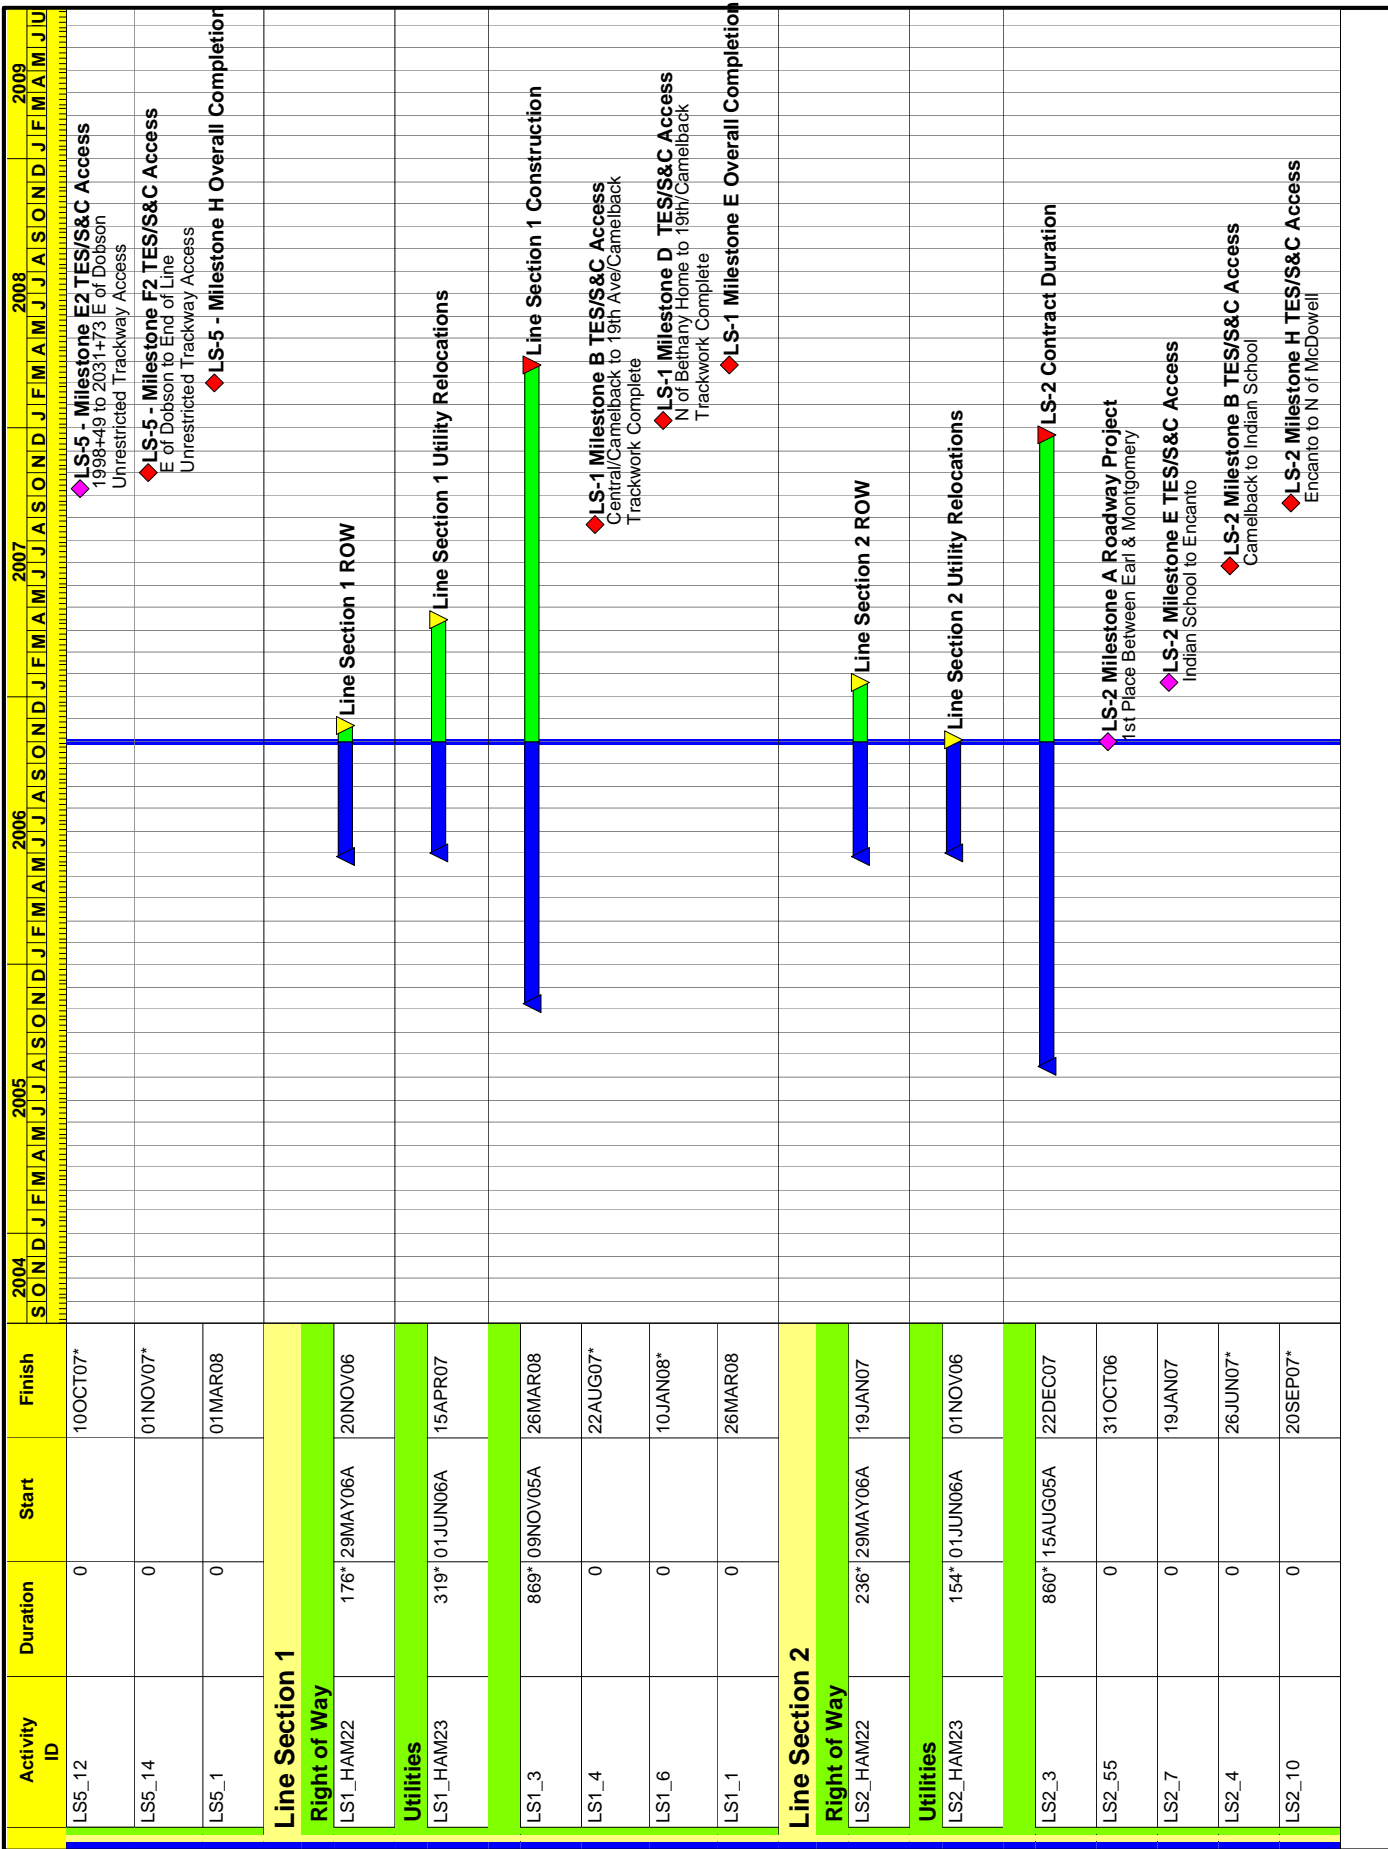 Activity
ID
Duration
Start
Finish
2004 2005 2006 2007 2008 2009
S O N D J F M A M J J A S O N D J F M A M J J A S O N D J F M A M J J A S O N D J F M A M J J A S O N D J F M A M J U
LS5_12 0 10OCT07*
LS-5 - Milestone E2 TES/S&C Access
1998+49 to 2031+73 E of Dobson
Unrestricted Trackway Access
LS5_14 0 01NOV07*
LS-5 - Milestone F2 TES/S&C Access
E of Dobson to End of Line
Unrestricted Trackway Access
LS5_1 0 01MAR08
LS-5 - Milestone H Overall Completion
Line Section 1
Right of Way
LS1_HAM22 176* 29MAY06A 20NOV06
Line Section 1 ROW
Utilities
LS1_HAM23 319* 01JUN06A 15APR07
Line Section 1 Utility Relocations
LS1_3 869* 09NOV05A 26MAR08
Line Section 1 Construction
LS1_4 0 22AUG07*
LS-1 Milestone B TES/S&C Access
Central/Camelback to 19th Ave/Camelback
Trackwork Complete
LS1_6 0 10JAN08*
LS-1 Milestone D TES/S&C Access
N of Bethany Home to 19th/Camelback
Trackwork Complete
LS1_1 0 26MAR08
LS-1 Milestone E Overall Completion
Line Section 2
Right of Way
LS2_HAM22 236* 29MAY06A 19JAN07
Line Section 2 ROW
Utilities
LS2_HAM23 154* 01JUN06A 01NOV06
Line Section 2 Utility Relocations
LS2_3 860* 15AUG05A 22DEC07
LS-2 Contract Duration
LS2_55 0 31OCT06
LS-2 Milestone A Roadway Project
1st Place Between Earl & Montgomery
LS2_7 0 19JAN07
LS-2 Milestone E TES/S&C Access
Indian School to Encanto
LS2_4 0 26JUN07*
LS-2 Milestone B TES/S&C Access
Camelback to Indian School
LS2_10 0 20SEP07*
LS-2 Milestone H TES/S&C Access
Encanto to N of McDowell